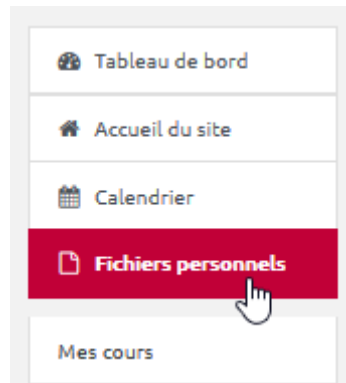 Tableau de bord
Accueil du site
Calendrier
Fichiers personnels
Mes cours